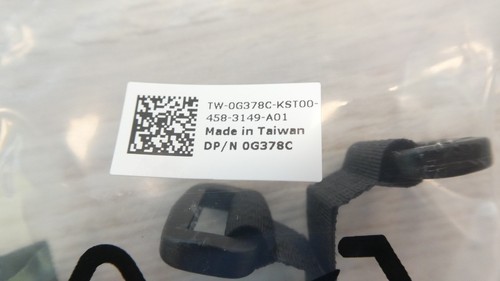 TW-0G378C-KST00-
458-3149-A01
Made in Taiwan
DP/N 0G378C